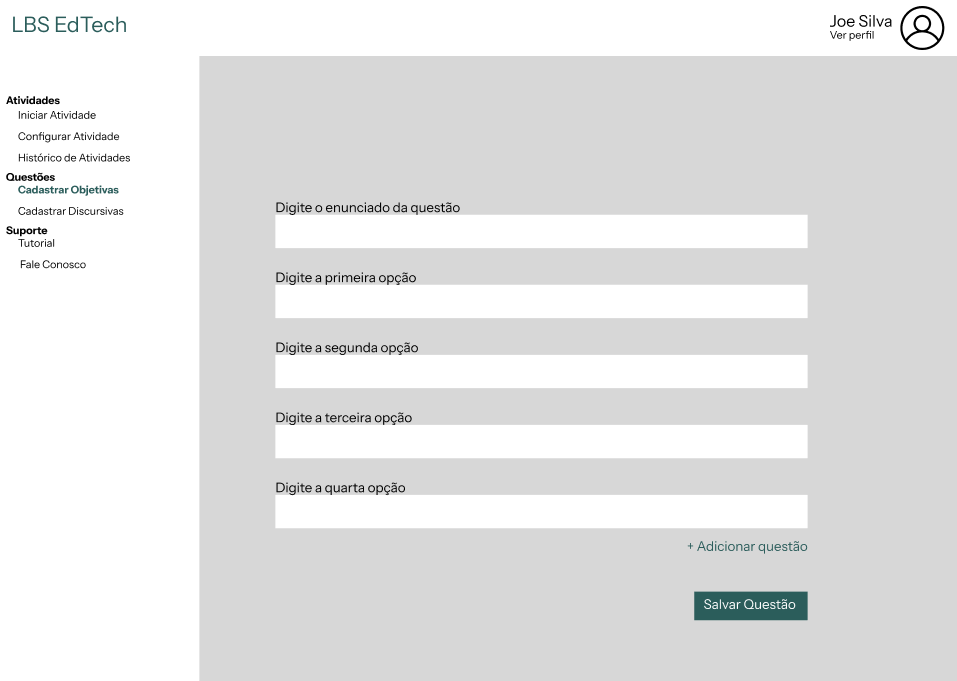 LBS EdTech
Joe Silva
Ver perfil
Atividades
Iniciar Atividade
Configurar Atividade
Histórico de Atividades
Questões
Cadastrar Objetivas
Cadastrar Discursivas
Suporte
Tutorial
Fale Conosco
Digite o enunciado da questão
Digite a primeira opção
Digite a segunda opção
Digite a terceira opção
Digite a quarta opção
+ Adicionar questão
Salvar Questão